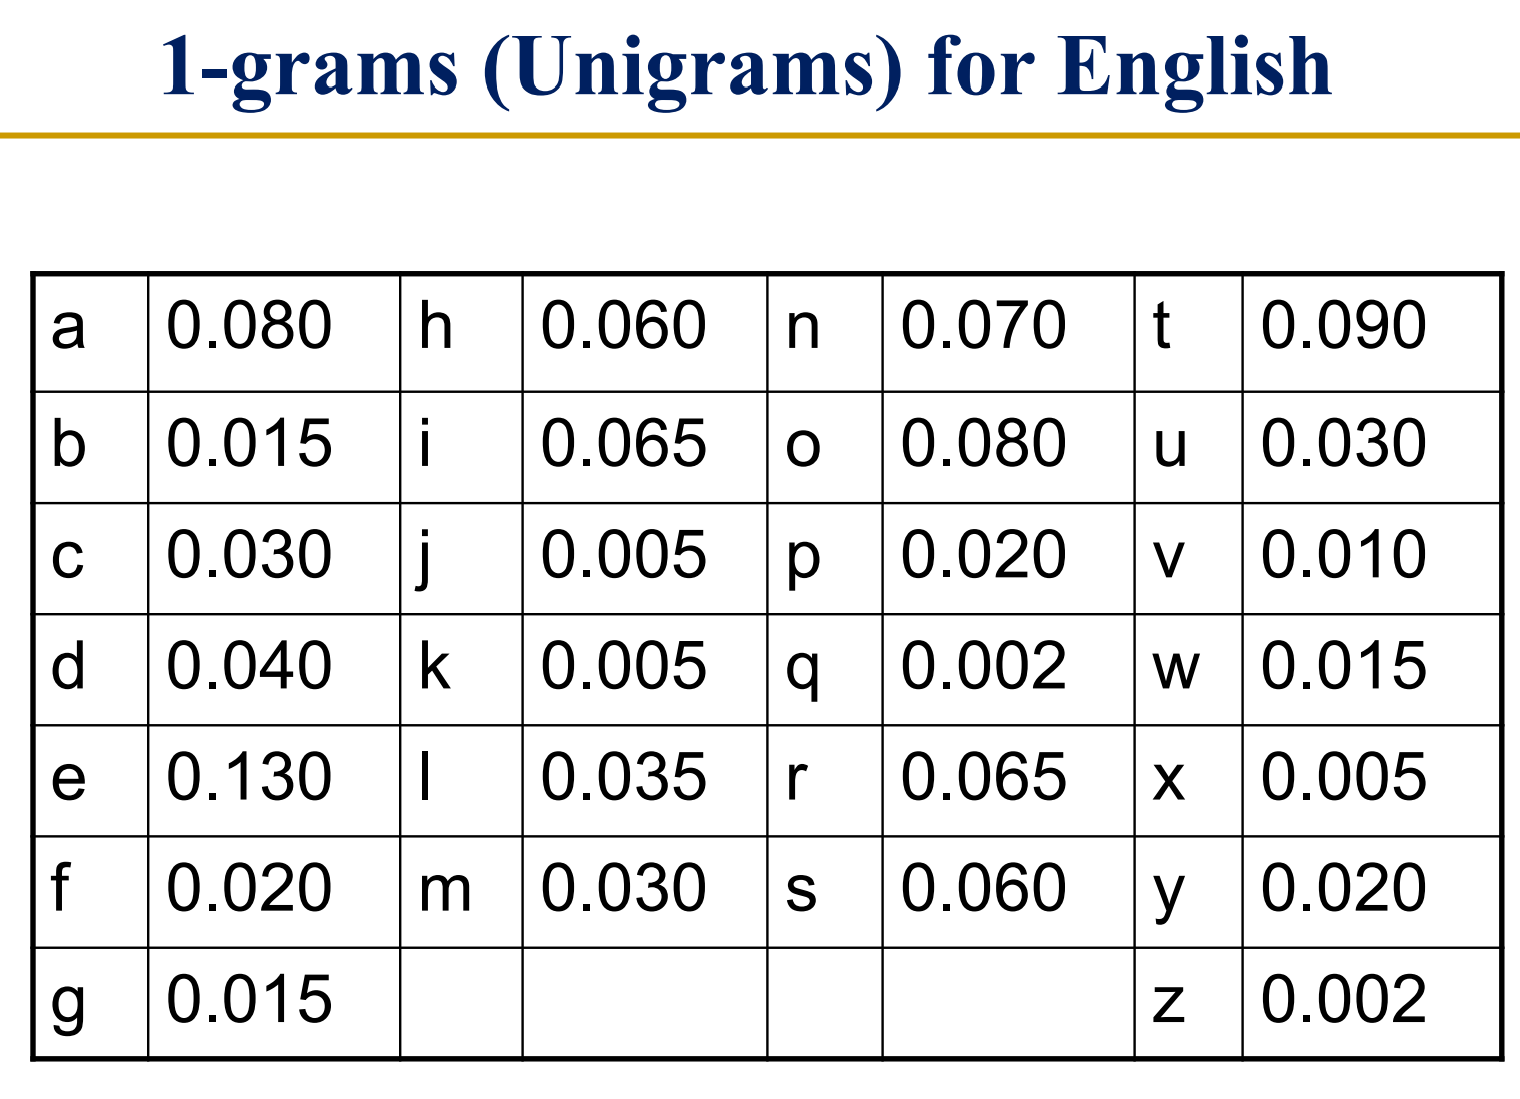 1-grams (Unigrams) for English
a 0.080 h 0.060 n 0.070 t 0.090
b 0.015 i 0.065 o 0.080 u 0.030
c 0.030 j 0.005 p 0.020 v 0.010
d 0.040 k 0.005 q 0.002 w 0.015
e 0.130 l 0.035 r 0.065 x 0.005
f 0.020 m 0.030 s 0.060 y 0.020
g 0.015 z 0.002